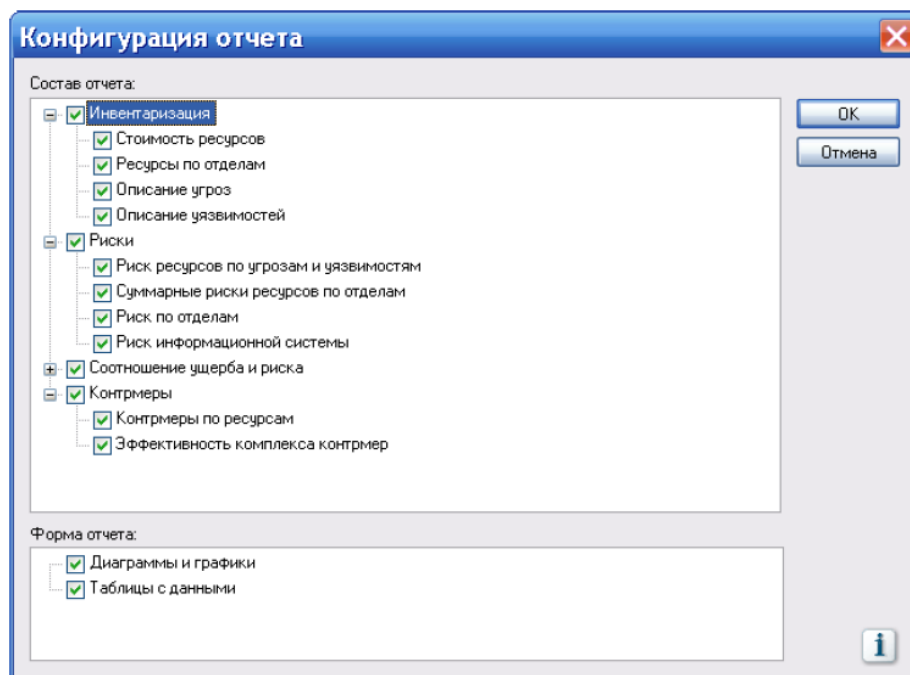 Конфигурация отчета
Состав отчета:
Инвентаризация
Стоимость ресурсов
Ресурсы по отделам
Описание угроз
Описание уязвимостей
Риски
Риск ресурсов по угрозам и уязвимостям
Суммарные риски ресурсов по отделам
Риск по отделам
Риск информационной системы
Соотношение ущерба и риска
Контрмеры
Контрмеры по ресурсам
Эффективность комплекса контрмер
OK
Отмена
Форма отчета:
Диаграммы и графики
Таблицы с данными